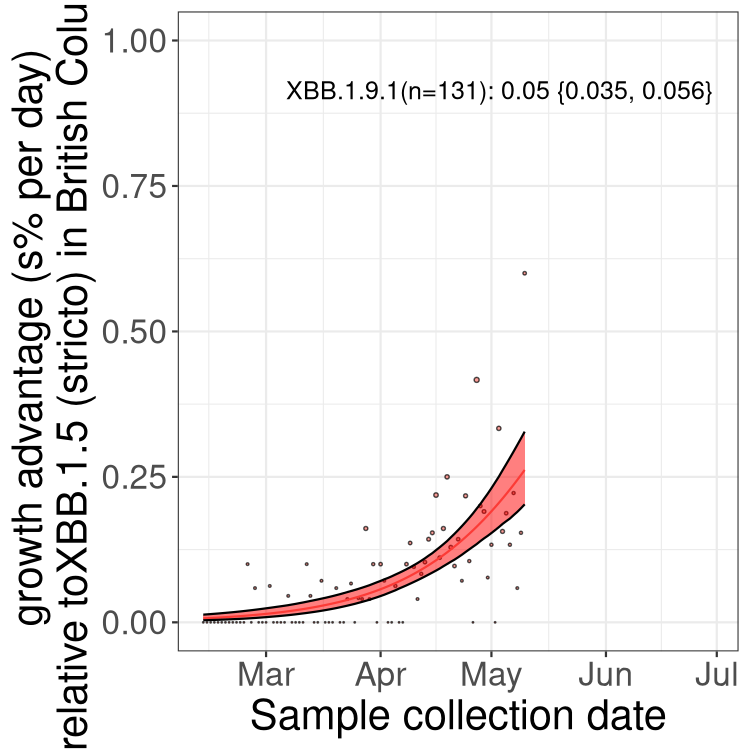 growth advantage (s% per day)
relative toXBB.1.5 (stricto) in British Colu
1.00
0.75
0.50
0.25
0.00
XBB.1.9.1(n=131): 0.05 {0.035, 0.056}
Mar
Apr
May
Jun
Jul
Sample collection date